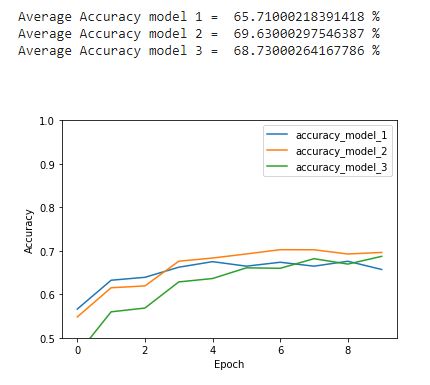 Average Accuracy model 1 =  65.71000218391418 %
Average Accuracy model 2 =  69.63000297546387 %
Average Accuracy model 3 =  68.73000264167786 %
1.0
accuracy_model_1
accuracy_model_2
accuracy_model_3
0.9
0.8
Accuracy
0.7
0.6
0.5
0 2 4 6 8
Epoch